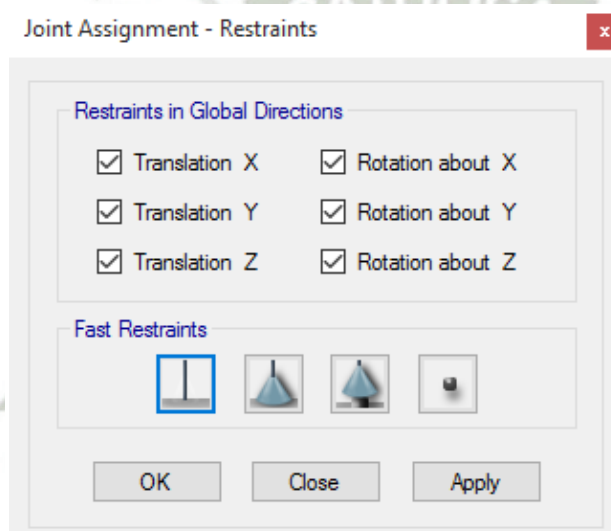 Joint Assignment - Restraints
x
Restraints in Global Directions
Translation X
Rotation about X
Translation Y
Rotation about Y
Translation Z
Rotation about Z
Fast Restraints
OK
Close
Apply